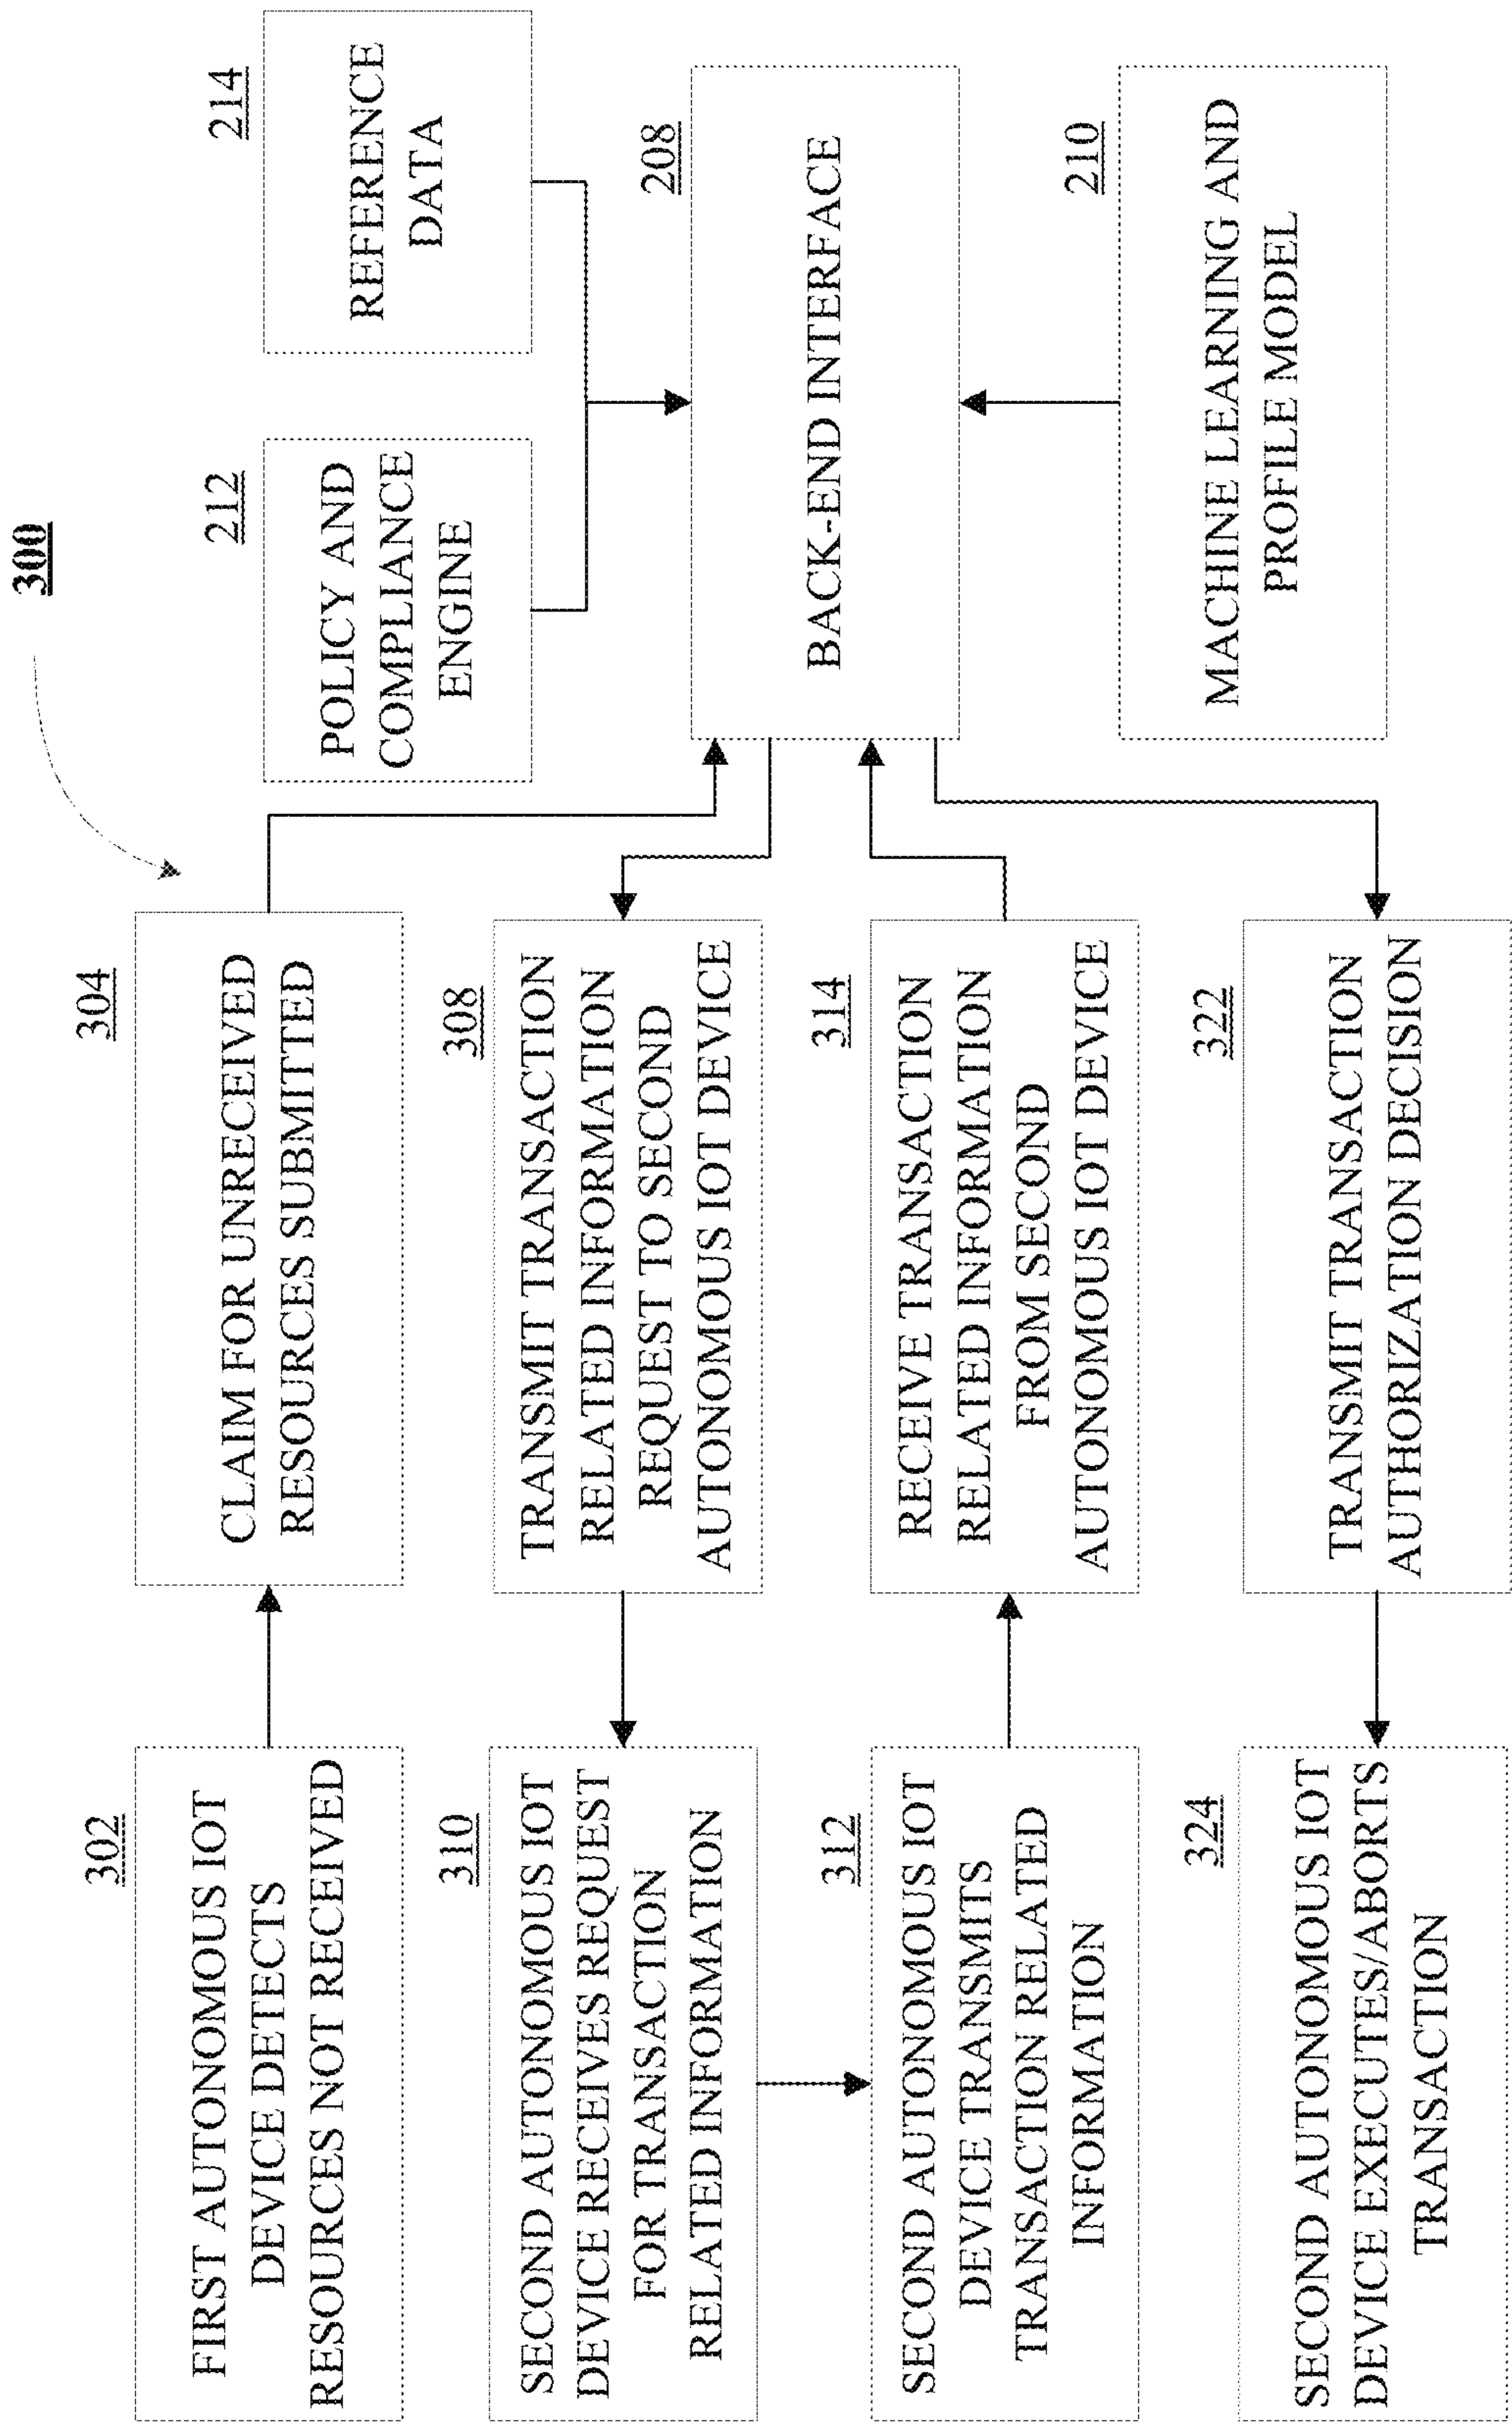 300
302
FIRST AUTONOMOUS IOT
DEVICE DETECTS
RESOURCES NOT RECEIVED
304
CLAIM FOR UNRECEIVED
RESOURCES SUBMITTED
212
POLICY AND
COMPLIANCE
ENGINE
214
REFERENCE
DATA
310
SECOND AUTONOMOUS IOT
DEVICE RECEIVES REQUEST
FOR TRANSACTION
RELATED INFORMATION
308
TRANSMIT TRANSACTION
RELATED INFORMATION
REQUEST TO SECOND
AUTONOMOUS IOT DEVICE
208
BACK-END INTERFACE
312
SECOND AUTONOMOUS IOT
DEVICE TRANSMITS
TRANSACTION RELATED
INFORMATION
314
RECEIVE TRANSACTION
RELATED INFORMATION
FROM SECOND
AUTONOMOUS IOT DEVICE
210
MACHINE LEARNING AND
PROFILE MODEL
324
SECOND AUTONOMOUS IOT
DEVICE EXECUTES/ABORTS
TRANSACTION
322
TRANSMIT TRANSACTION
AUTHORIZATION DECISION